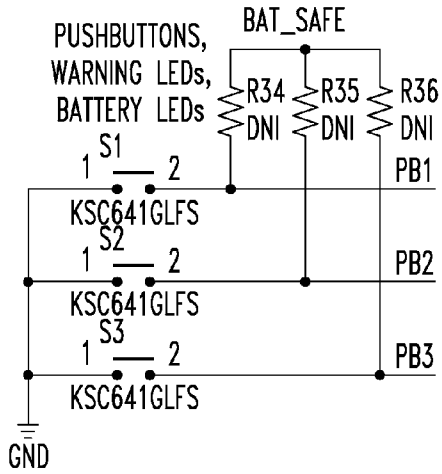 BAT_SAFE
PUSHBUTTONS,
WARNING LEDs,
BATTERY LEDs
R34 R35 R36
DNI DNI DNI
S1
1 2
PB1
KSC641GLFS
S2
1 2
PB2
KSC641GLFS
S3
1 2
PB3
KSC641GLFS
GND